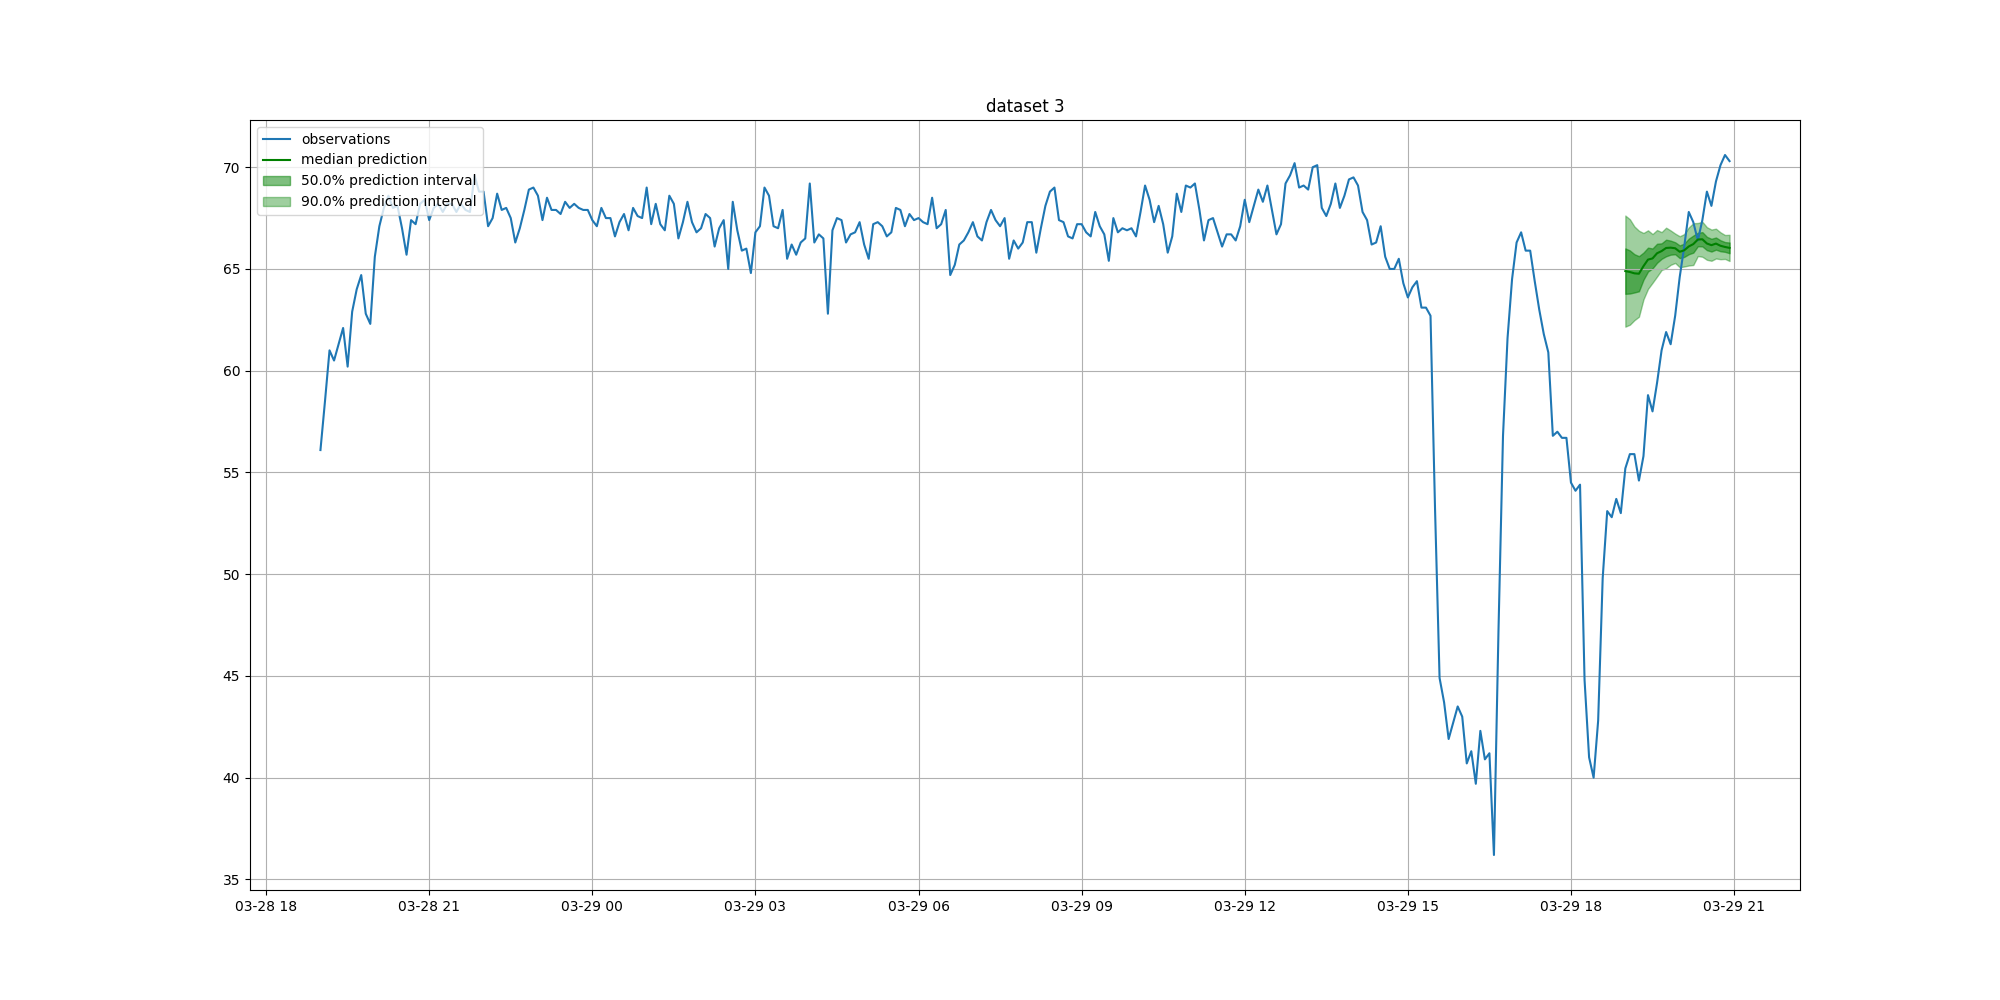 dataset 3
observations
median prediction
50.0% prediction interval
90.0% prediction interval
70
65
60
55
50
45
40
35
03-28 18 03-28 21 03-29 00 03-29 03 03-29 06 03-29 09 03-29 12 03-29 15 03-29 18 03-29 21